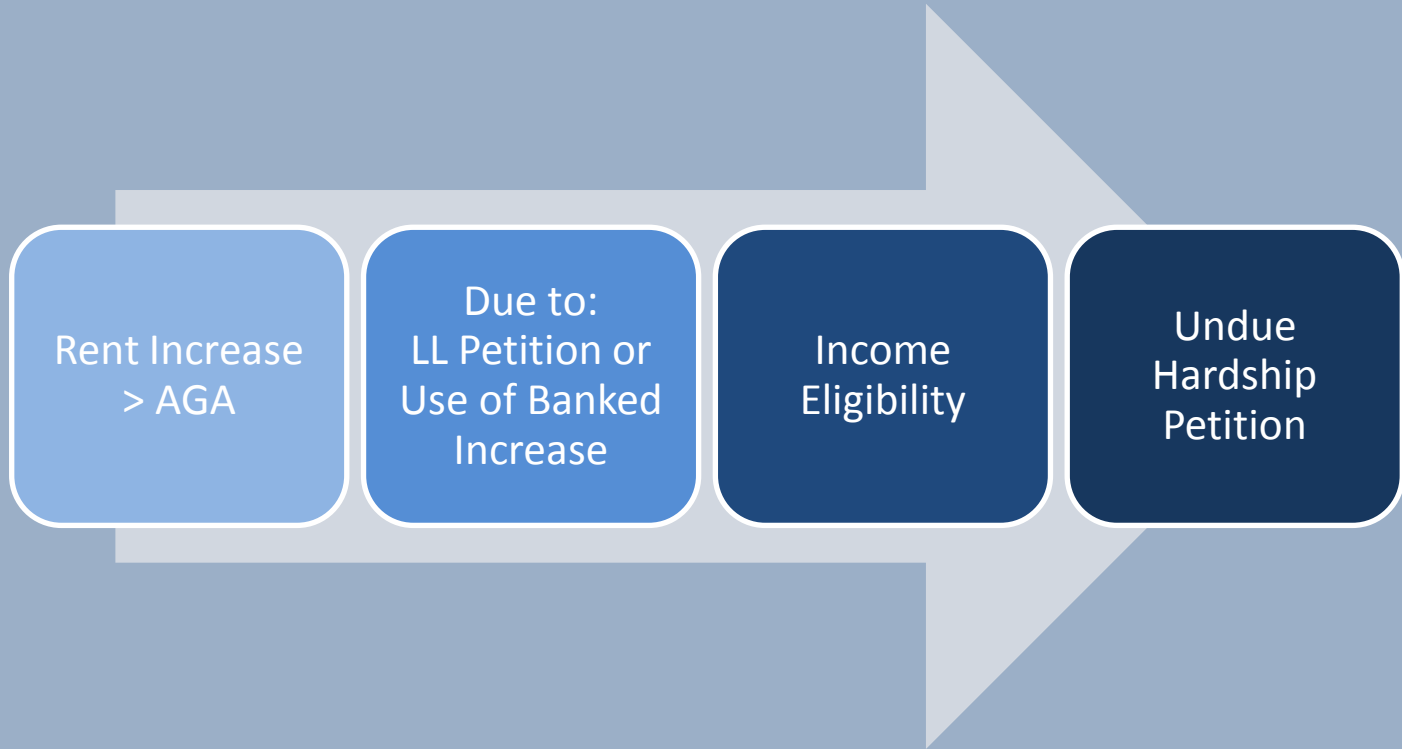 Rent Increase
> AGA
Due to:
LL Petition or
Use of Banked
Increase
Income
Eligibility
Undue
Hardship
Petition